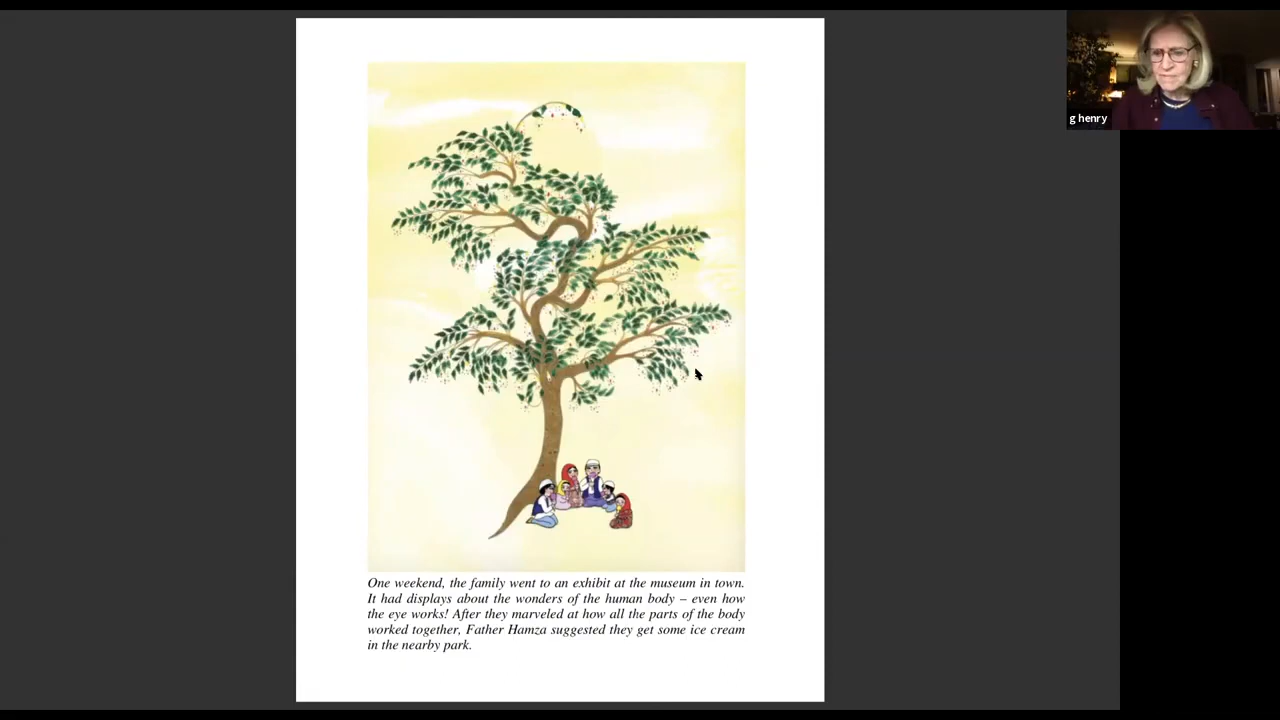 g henry
One weekend, the family went to an exhibit at the museum in town.
It had displays about the wonders of the human body – even how
the eye works! After they marveled at how all the parts of the body
worked together, Father Hamza suggested they get some ice cream
in the nearby park.